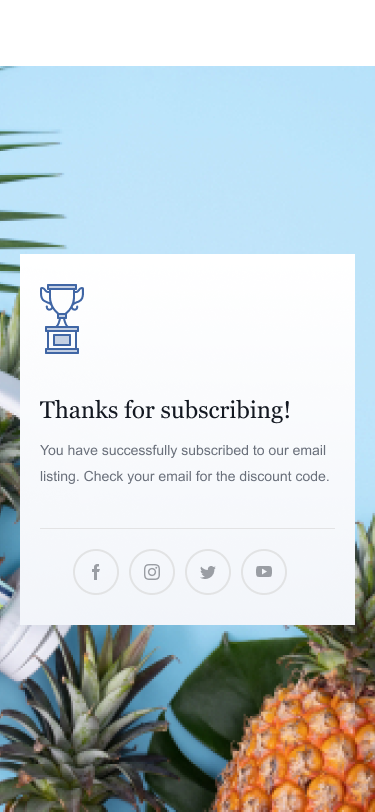 Thanks for subscribing!
You have successfully subscribed to our email
listing. Check your email for the discount code.